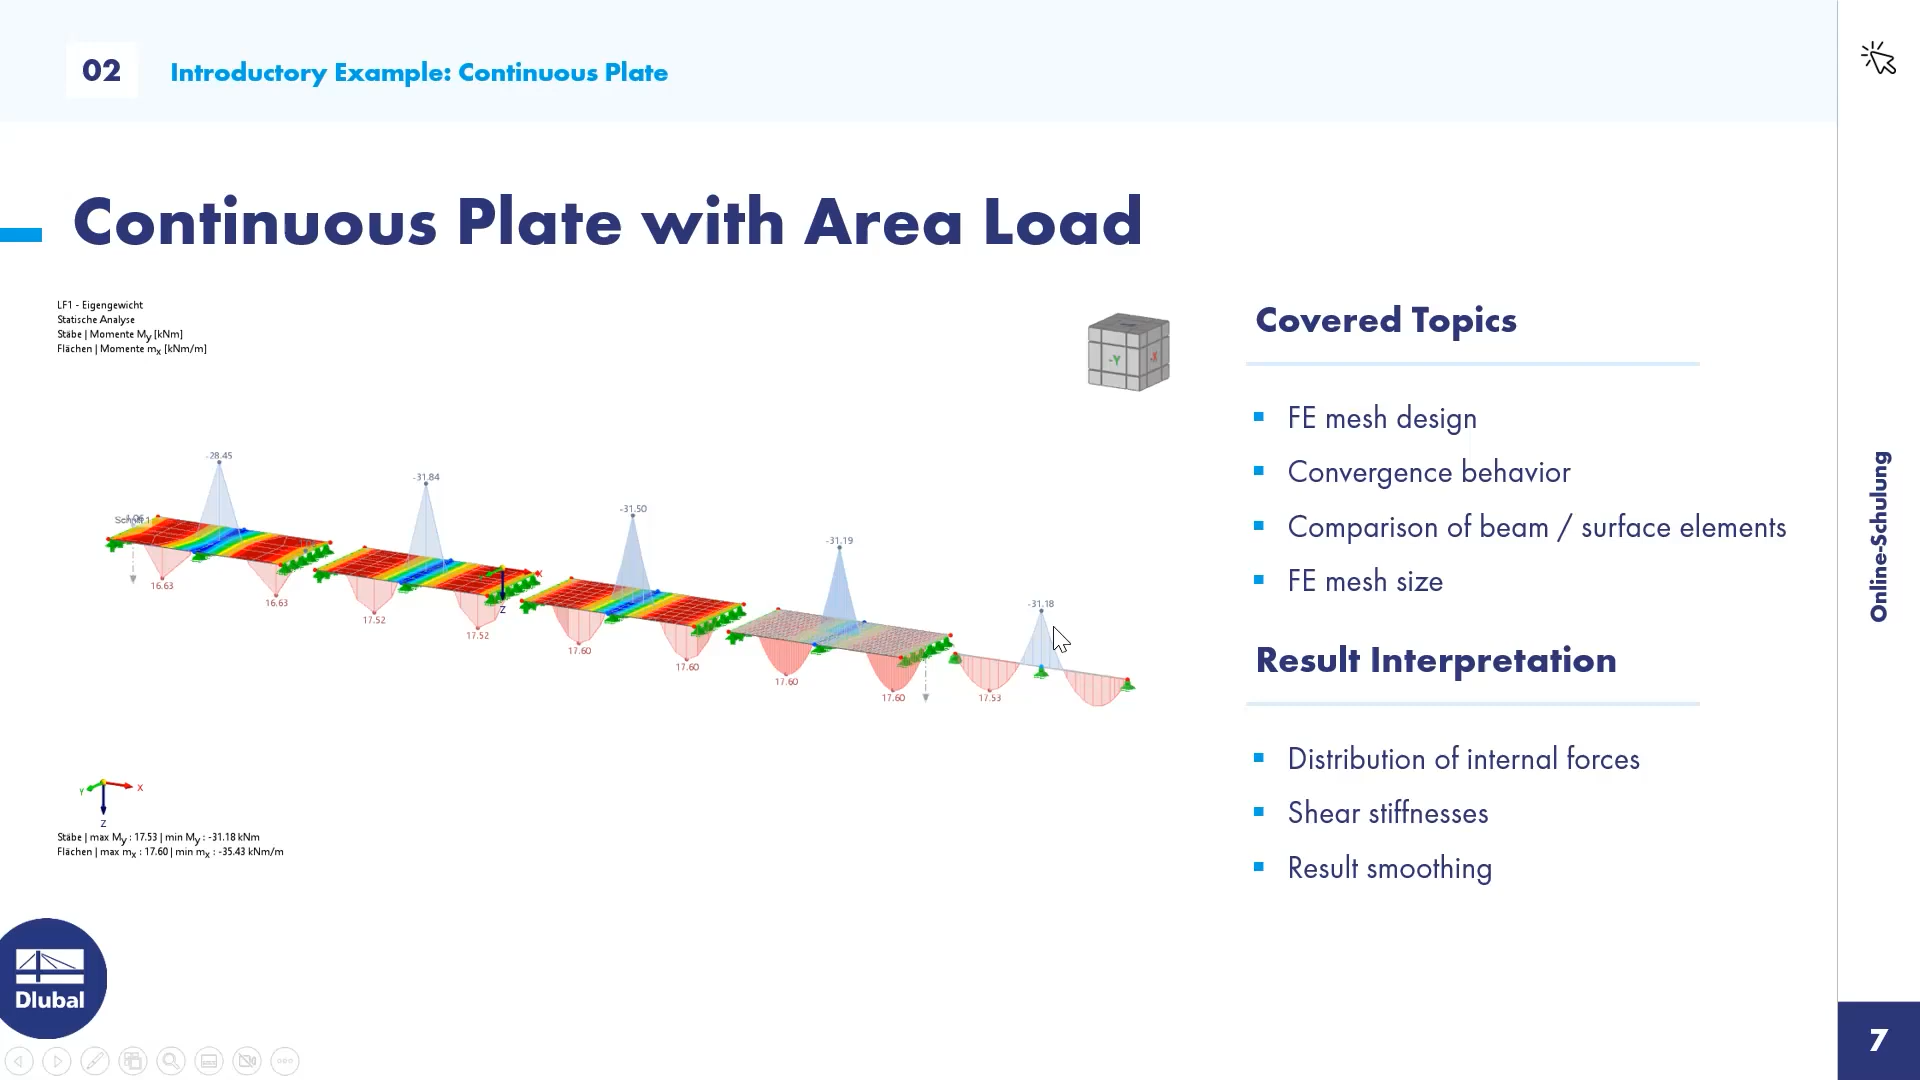 02
Introductory Example: Continuous Plate
Continuous Plate with Area Load
LF1 - Eigengewicht
Statische Analyse
Stäbe | Momente My [kNm]
Flächen | Momente mx [kNm/m]
-Y
-X
-28.45
-31.84
-31.50
-31.19
-31.18
16.63
16.63
17.52
17.52
17.60
17.60
17.60
17.60
17.53
X
Z
Y
X
Z
Stäbe | max My : 17.53 | min My : -31.18 kNm
Flächen | max mx : 17.60 | min mx : -35.43 kNm/m
Covered Topics
FE mesh design
Convergence behavior
Comparison of beam / surface elements
FE mesh size
Result Interpretation
Distribution of internal forces
Shear stiffnesses
Result smoothing
Online-Schulung
Dlubal
7